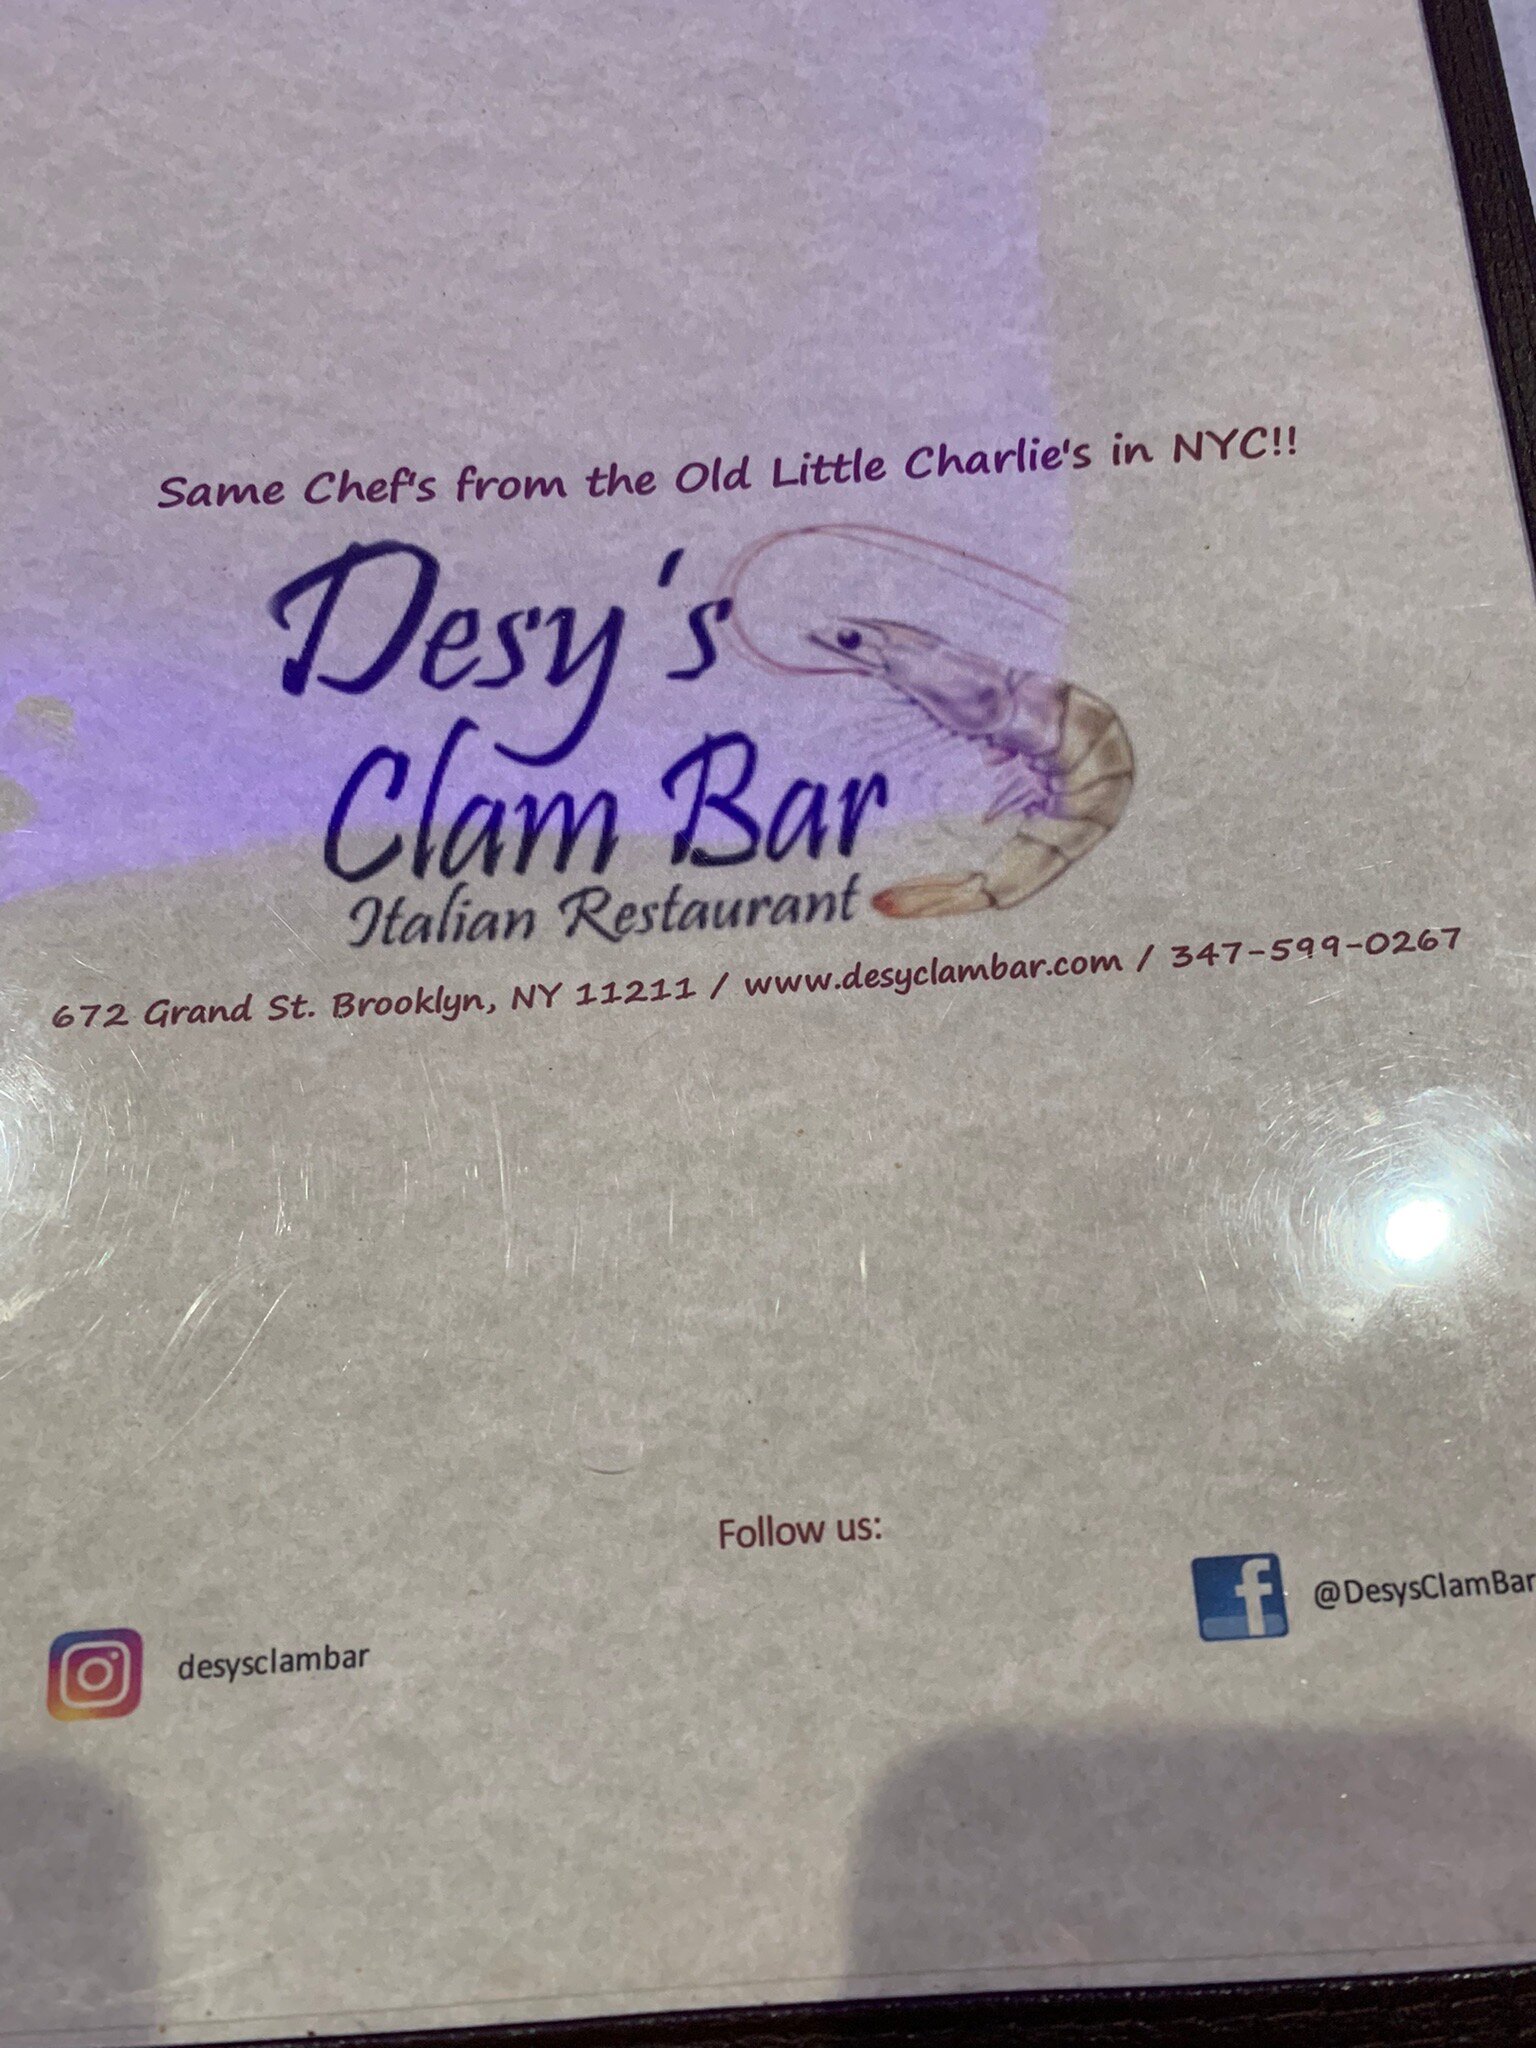 Same Chef's from the Old Little Charlie's in NYC!!
Desy's
Clam Bar
Italian Restaurant
672 Grand St. Brooklyn, NY 11211 / www.desyclambar.com / 347-599-0267
Follow us:
f @DesysClamBar
desysclambar